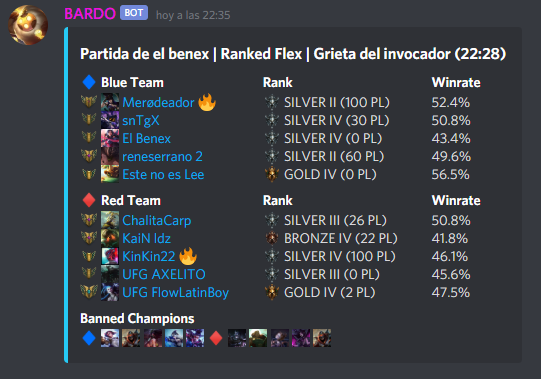 BARDO BOT hoy a las 22:35
Partida de el benex | Ranked Flex | Grieta del invocador (22:28)
Blue Team Rank Winrate
Merødeador SILVER II (100 PL) 52.4%
snTgX SILVER IV (30 PL) 50.8%
El Benex SILVER IV (0 PL) 43.4%
reneserrano 2 SILVER II (60 PL) 49.6%
Este no es Lee GOLD IV (0 PL) 56.5%
Red Team Rank Winrate
ChalitaCarp SILVER III (26 PL) 50.8%
KaiN Idz BRONZE IV (22 PL) 41.8%
KinKin22 SILVER IV (100 PL) 46.1%
UFG AXELITO SILVER III (0 PL) 45.6%
UFG FlowLatinBoy GOLD IV (2 PL) 47.5%
Banned Champions